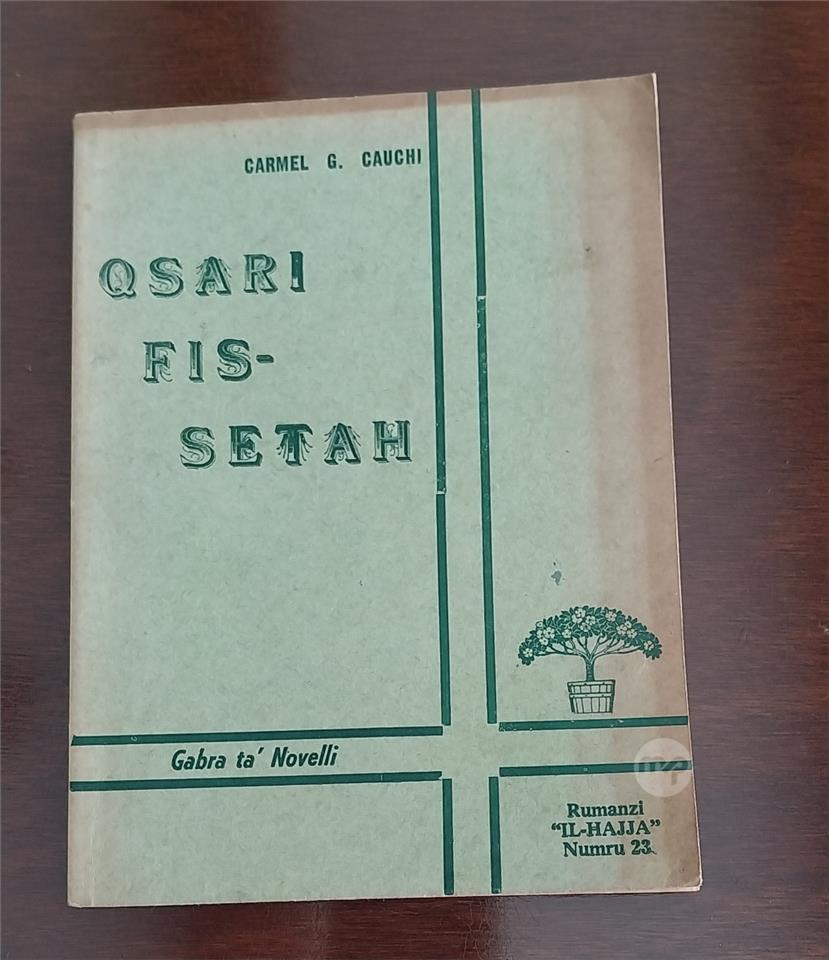 CARMEL G. CAUCHI
QSARI
FIS-
SETAH
Gabra ta' Novelli
Rumanzi
"IL-HAJJA"
Numru 23